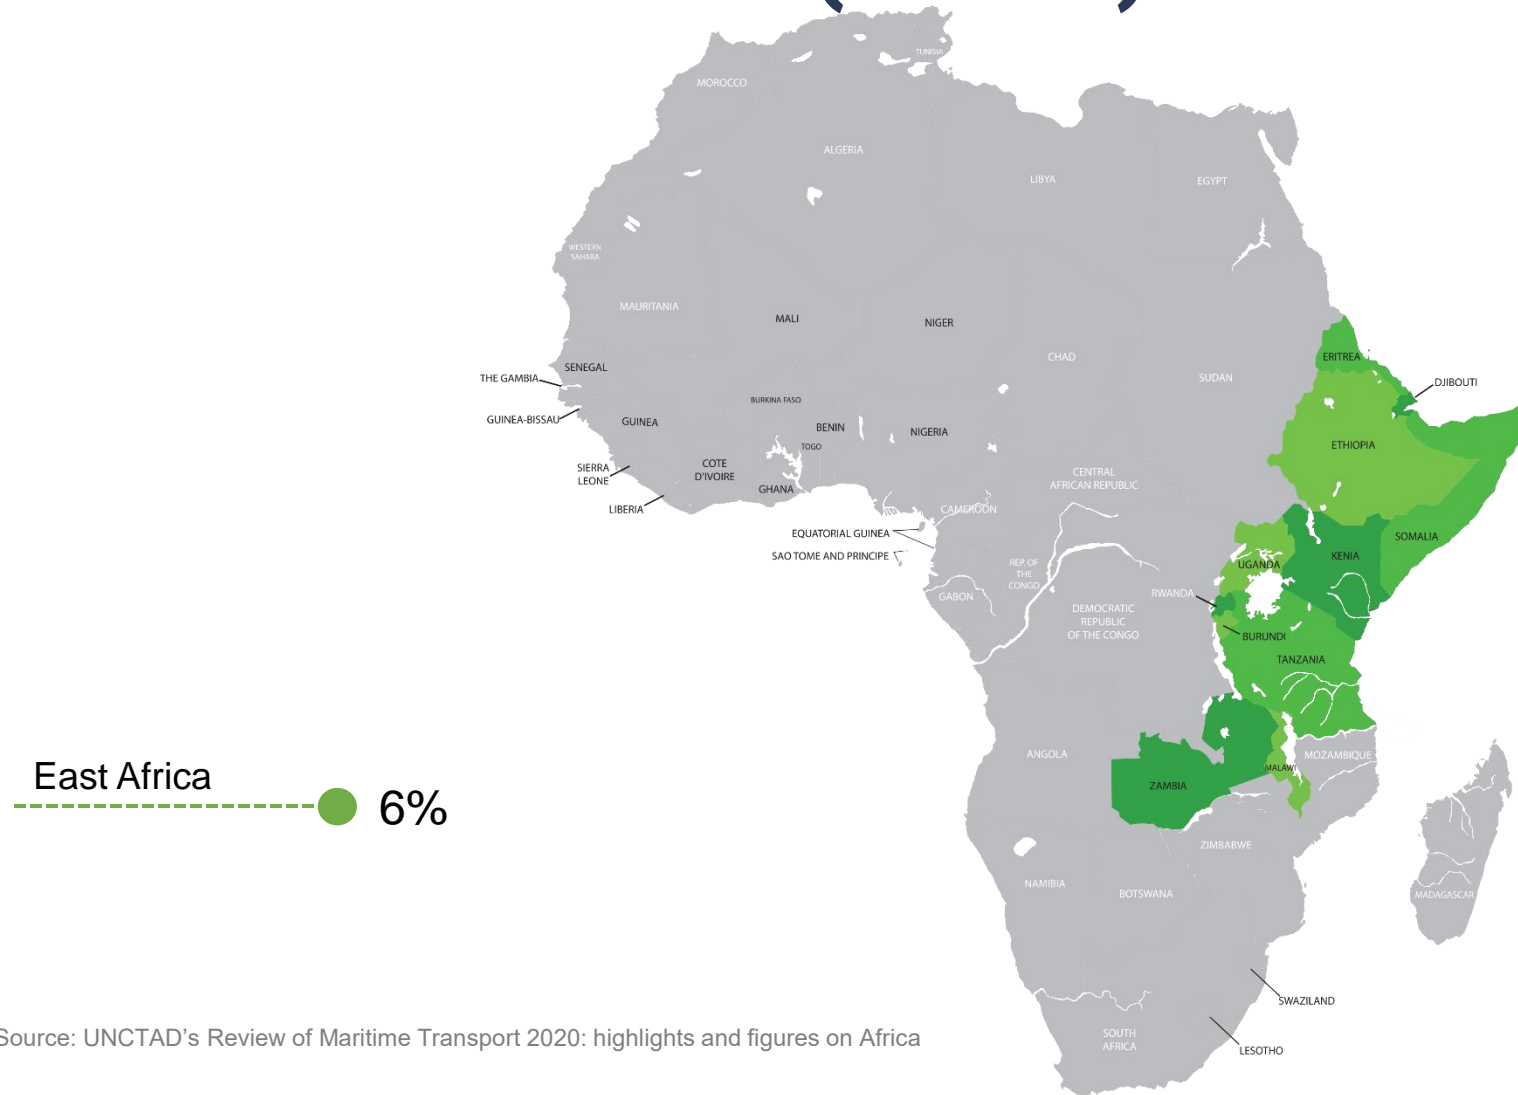 TUNISIA
MOROCCO
ALGERIA
LIBYA
EGYPT
WESTERN
SAHARA
MAURITANIA
MALI
NIGER
CHAD
SUDAN
ERITREA
DJIBOUTI
SENEGAL
THE GAMBIA
GUINEA-BISSAU
GUINEA
BURKINA FASO
BENIN
TOGO
NIGERIA
ETHIOPIA
SIERRA
LEONE
COTE
D'IVOIRE
GHANA
LIBERIA
CENTRAL
AFRICAN REPUBLIC
CAMEROON
EQUATORIAL GUINEA
SAO TOME AND PRINCIPE
SOMALIA
KENIA
UGANDA
REP. OF
THE
CONGO
GABON
RWANDA
DEMOCRATIC
REPUBLIC
OF THE CONGO
BURUNDI
TANZANIA
ANGOLA
MOZAMBIQUE
MALAWI
ZAMBIA
East Africa
6%
ZIMBABWE
NAMIBIA
BOTSWANA
MADAGASCAR
SWAZILAND
SOUTH
AFRICA
LESOTHO
Source: UNCTAD’s Review of Maritime Transport 2020: highlights and figures on Africa